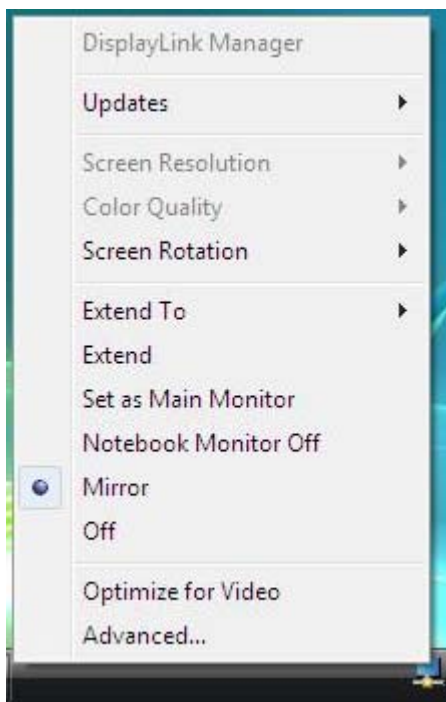 DisplayLink Manager
Updates
Screen Resolution
Color Quality
Screen Rotation
Extend To
Extend
Set as Main Monitor
Notebook Monitor Off
Mirror
Off
Optimize for Video
Advanced...